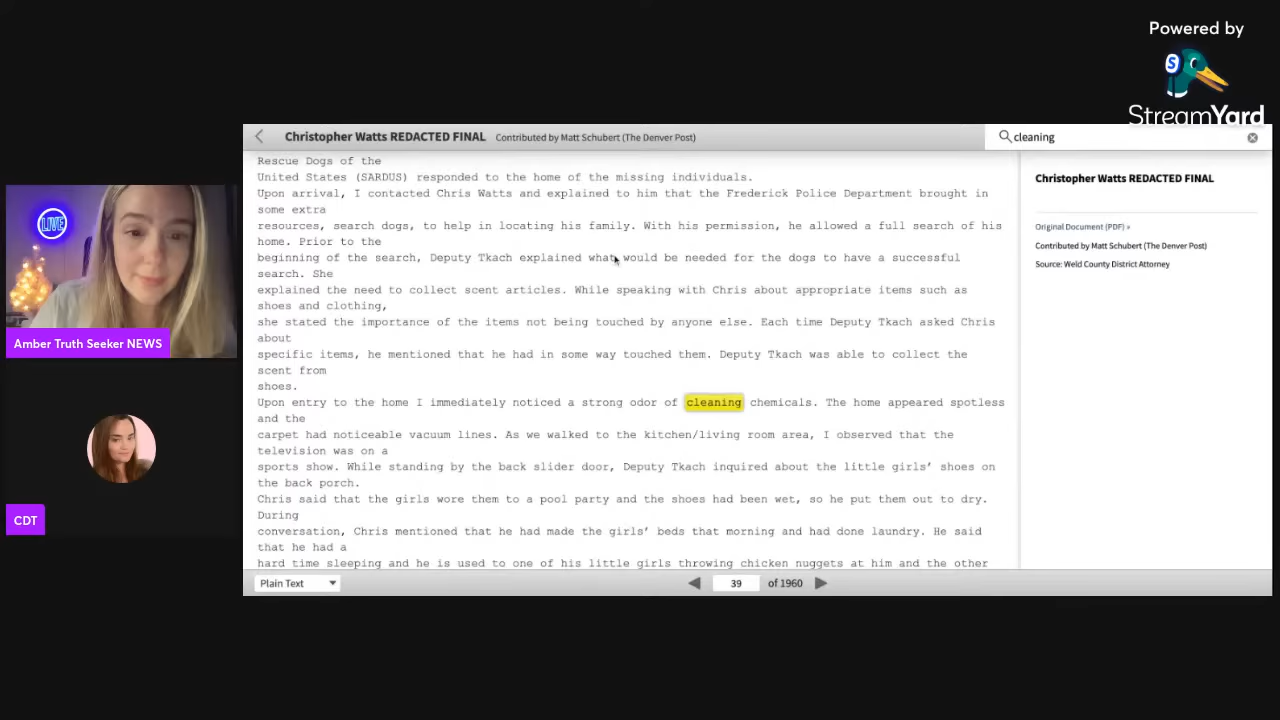 Powered by
S
StreamYard
Christopher Watts REDACTED FINAL
Contributed by Matt Schubert (The Denver Post)
cleaning
Rescue Dogs of the
United States (SARDUS) responded to the home of the missing individuals.
Upon arrival, I contacted Chris Watts and explained to him that the Frederick Police Department brought in
some extra
resources, search dogs, to help in locating his family. With his permission, he allowed a full search of his
home. Prior to the
beginning of the search, Deputy Tkach explained what would be needed for the dogs to have a successful
search. She
explained the need to collect scent articles. While speaking with Chris about appropriate items such as
shoes and clothing,
she stated the importance of the items not being touched by anyone else. Each time Deputy Tkach asked Chris
about
specific items, he mentioned that he had in some way touched them. Deputy Tkach was able to collect the
scent from
shoes.
Upon entry to the home I immediately noticed a strong odor of cleaning chemicals. The home appeared spotless
and the
carpet had noticeable vacuum lines. As we walked to the kitchen/living room area, I observed that the
television was on a
sports show. While standing by the back slider door, Deputy Tkach inquired about the little girls' shoes on
the back porch.
Chris said that the girls wore them to a pool party and the shoes had been wet, so he put them out to dry.
During
conversation, Chris mentioned that he had made the girls' beds that morning and had done laundry. He said
that he had a
hard time sleeping and he is used to one of his little girls throwing chicken nuggets at him and the other
Christopher Watts REDACTED FINAL
Original Document (PDF) »
Contributed by Matt Schubert (The Denver Post)
Source: Weld County District Attorney
Plain Text
39
of 1960
LIVE
Amber Truth Seeker NEWS
CDT